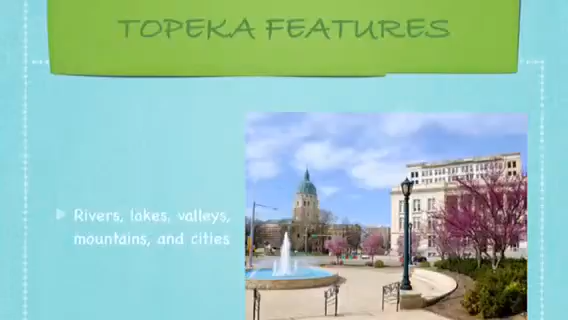 TOPEKA FEATURES
Rivers, lakes, valleys,
mountains, and cities